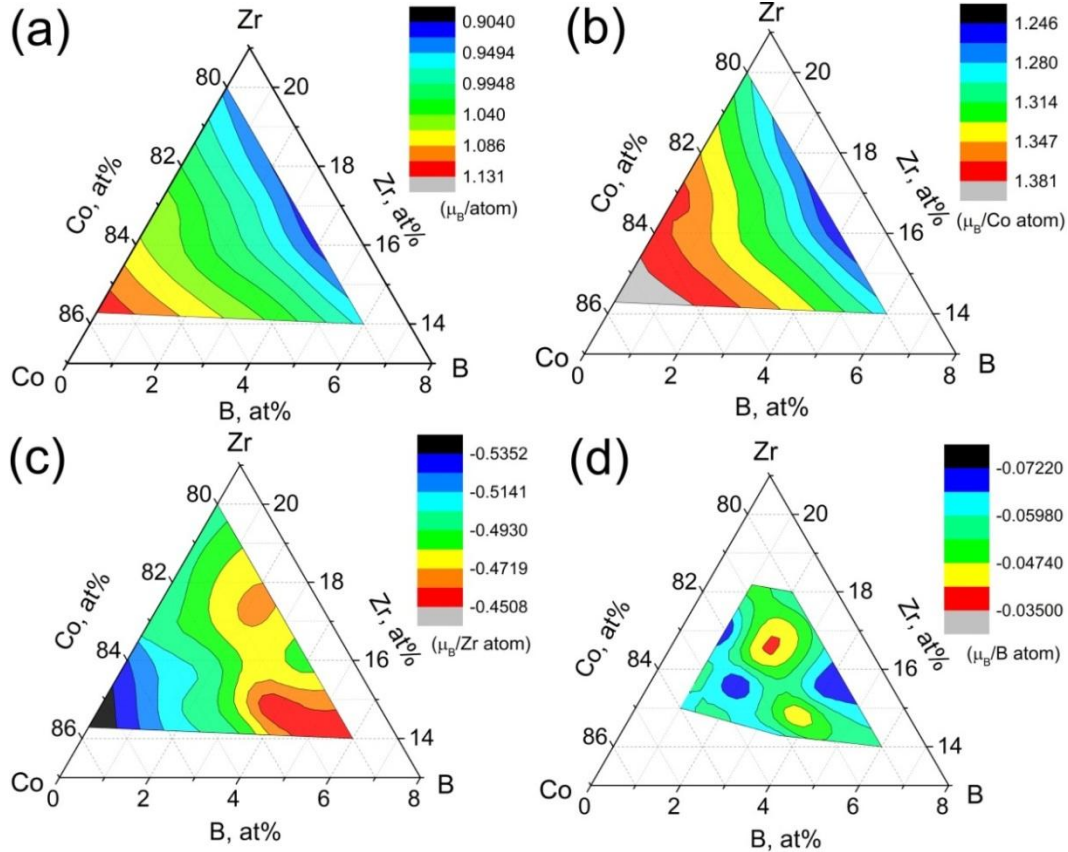 (a)
Zr
80
20
82
18
Co, at%
Zr, at%
84
16
86
14
Co
B
0
2
4
6
8
B, at%
0.9040
0.9494
0.9948
1.040
1.086
1.131
(μB/atom)
(b)
Zr
80
20
82
18
Co, at%
Zr, at%
84
16
86
14
Co
B
0
2
4
6
8
B, at%
1.246
1.280
1.314
1.347
1.381
(μB/Co atom)
(c)
Zr
80
20
82
18
Co, at%
Zr, at%
84
16
86
14
Co
B
0
2
4
6
8
B, at%
-0.5352
-0.5141
-0.4930
-0.4719
-0.4508
(μB/Zr atom)
(d)
Zr
80
20
82
18
Co, at%
Zr, at%
84
16
86
14
Co
B
0
2
4
6
8
B, at%
-0.07220
-0.05980
-0.04740
-0.03500
(μB/B atom)